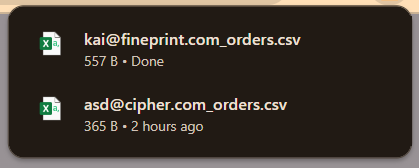 kai@fineprint.com_orders.csv
557 B • Done
asd@cipher.com_orders.csv
365 B • 2 hours ago